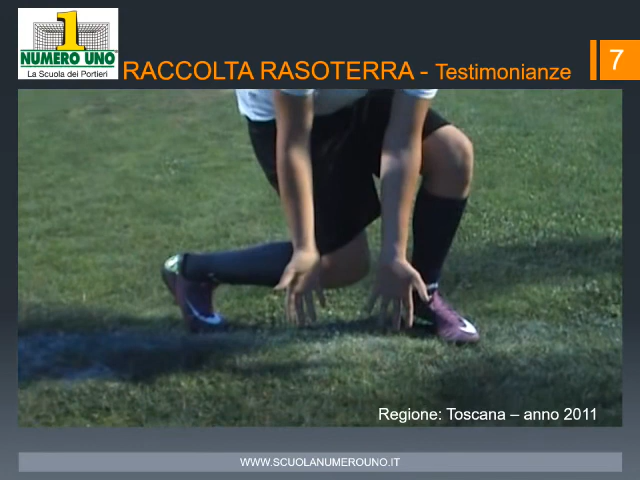 1
NUMERO UNO®
La Scuola dei Portieri
RACCOLTA RASOTERRA - Testimonianze
7
Regione: Toscana – anno 2011
WWW.SCUOLANUMEROUNO.IT